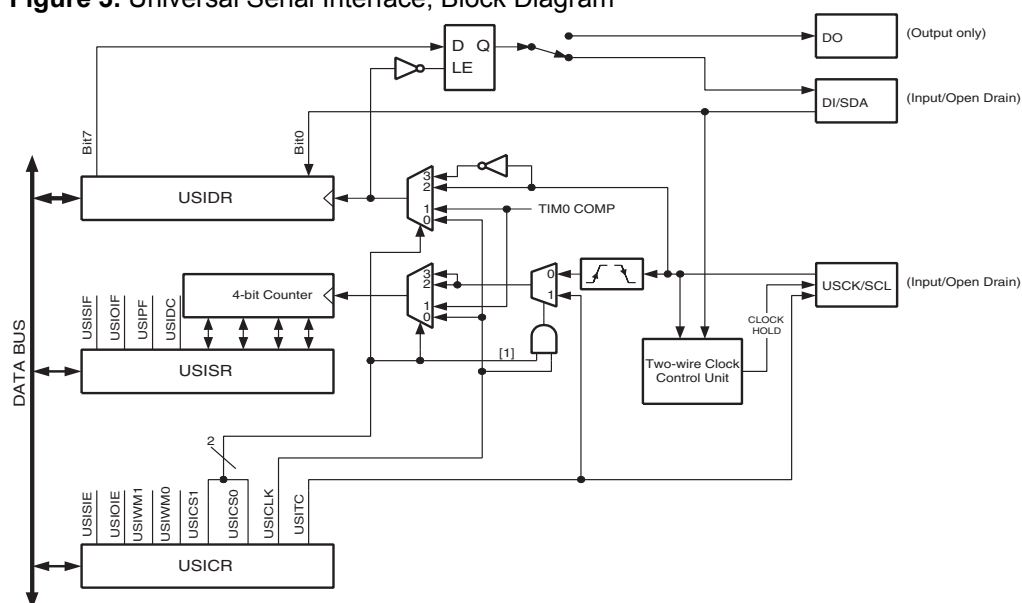 Figure 3. Universal Serial Interface, Block Diagram
D Q
LE
DO
(Output only)
DI/SDA
(Input/Open Drain)
Bit7
Bit0
USIDR
3
2
1
0
TIM0 COMP
4-bit Counter
3
2
1
0
0
1
USCK/SCL
(Input/Open Drain)
CLOCK
HOLD
USISIF
USIOIF
USIPF
USIDC
[1]
Two-wire Clock
Control Unit
USISR
DATA BUS
2
USISIE
USIOIE
USIWM1
USIWM0
USICS1
USICS0
USICLK
USITC
USICR